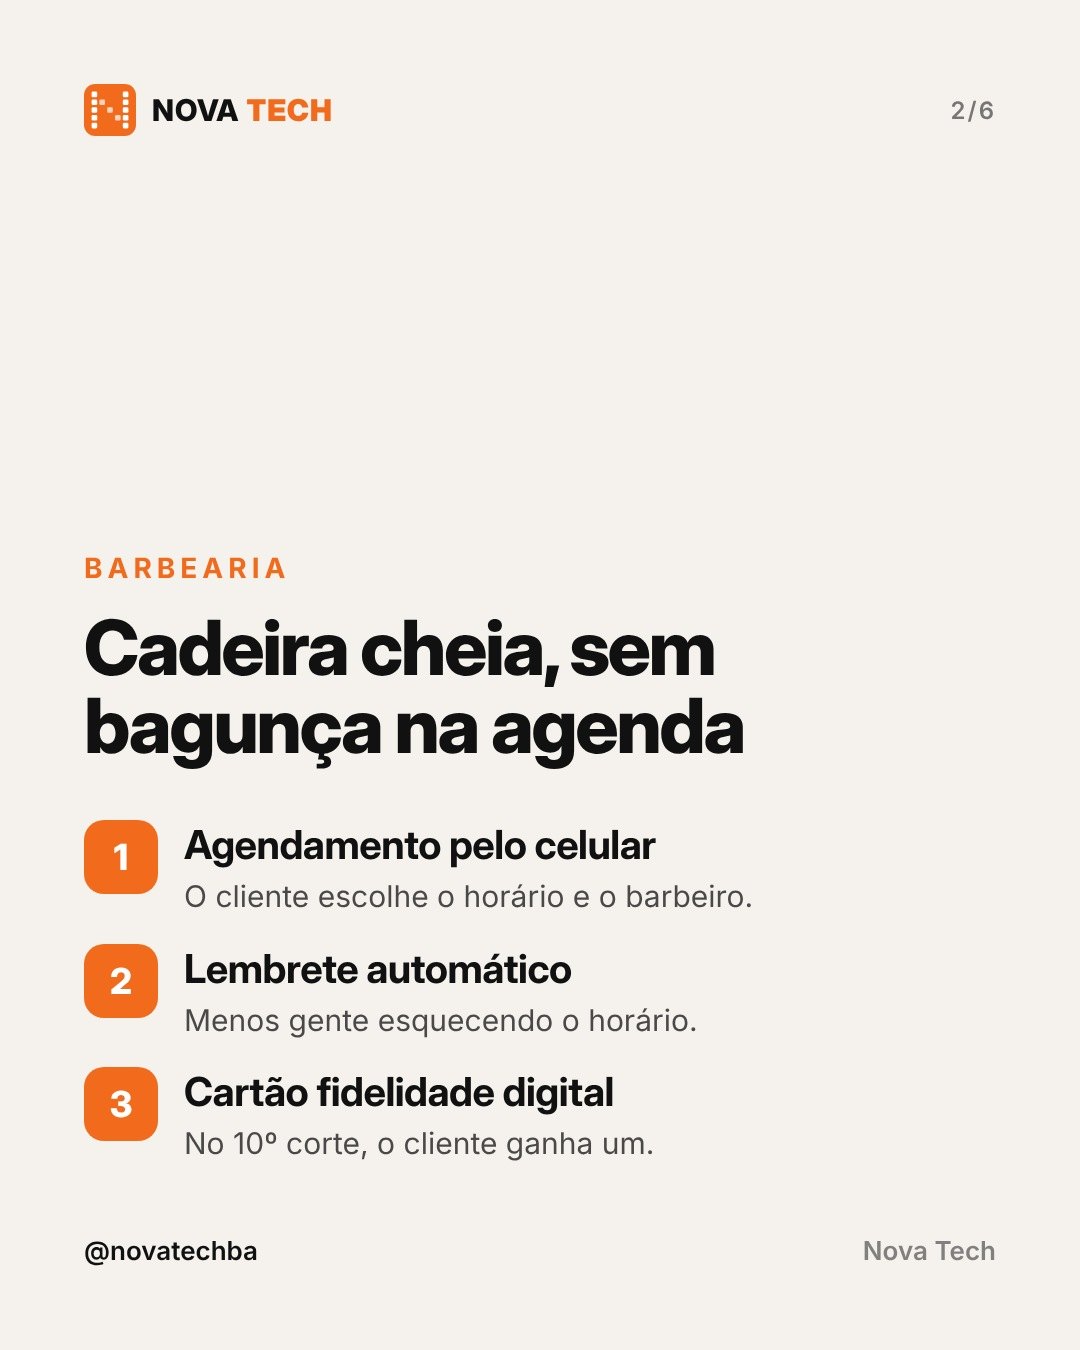 NOVA TECH
2/6
BARBEARIA
Cadeira cheia, sem
bagunça na agenda
1
Agendamento pelo celular
O cliente escolhe o horário e o barbeiro.
2
Lembrete automático
Menos gente esquecendo o horário.
3
Cartão fidelidade digital
No 10º corte, o cliente ganha um.
@novatechba
Nova Tech